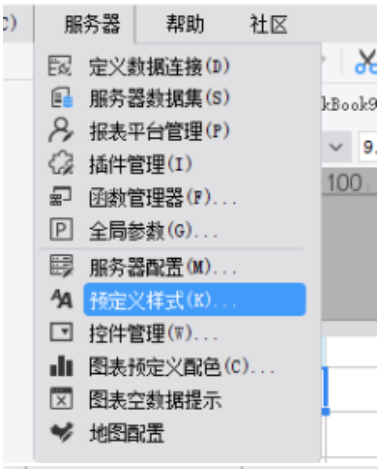 服务器 帮助 社区
定义数据连接(D)
服务器数据集(S)
kBook9
报表平台管理(P)
9.
插件管理(I)
100
函数管理器(F)...
全局参数(G)...
服务器配置(M)...
预定义样式(K)...
控件管理(W)...
图表预定义配色(C)...
图表空数据提示
地图配置